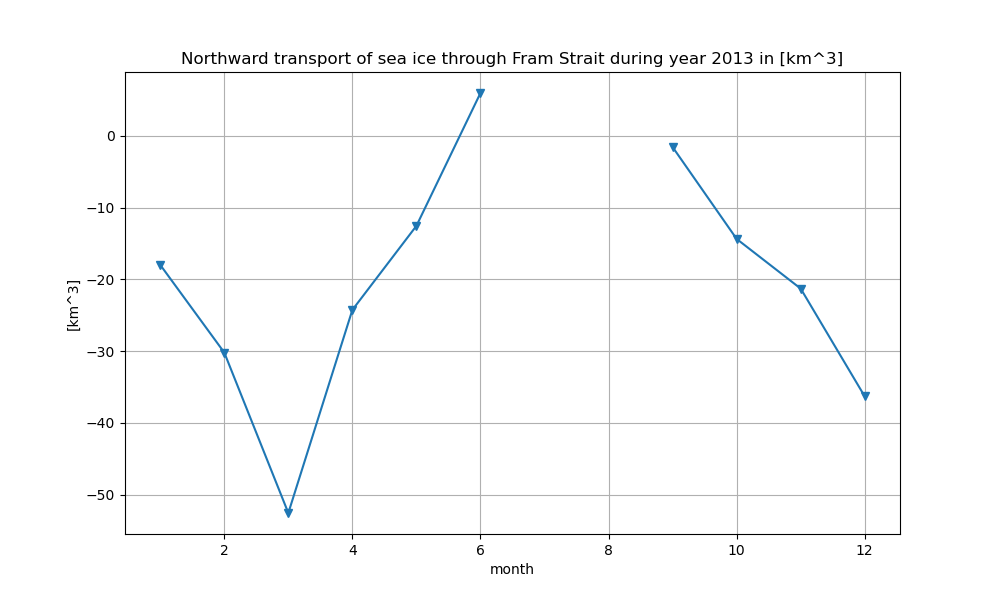 Northward transport of sea ice through Fram Strait during year 2013 in [km^3]
[km^3]
0
−10
−20
−30
−40
−50
2 4 6 8 10 12
month